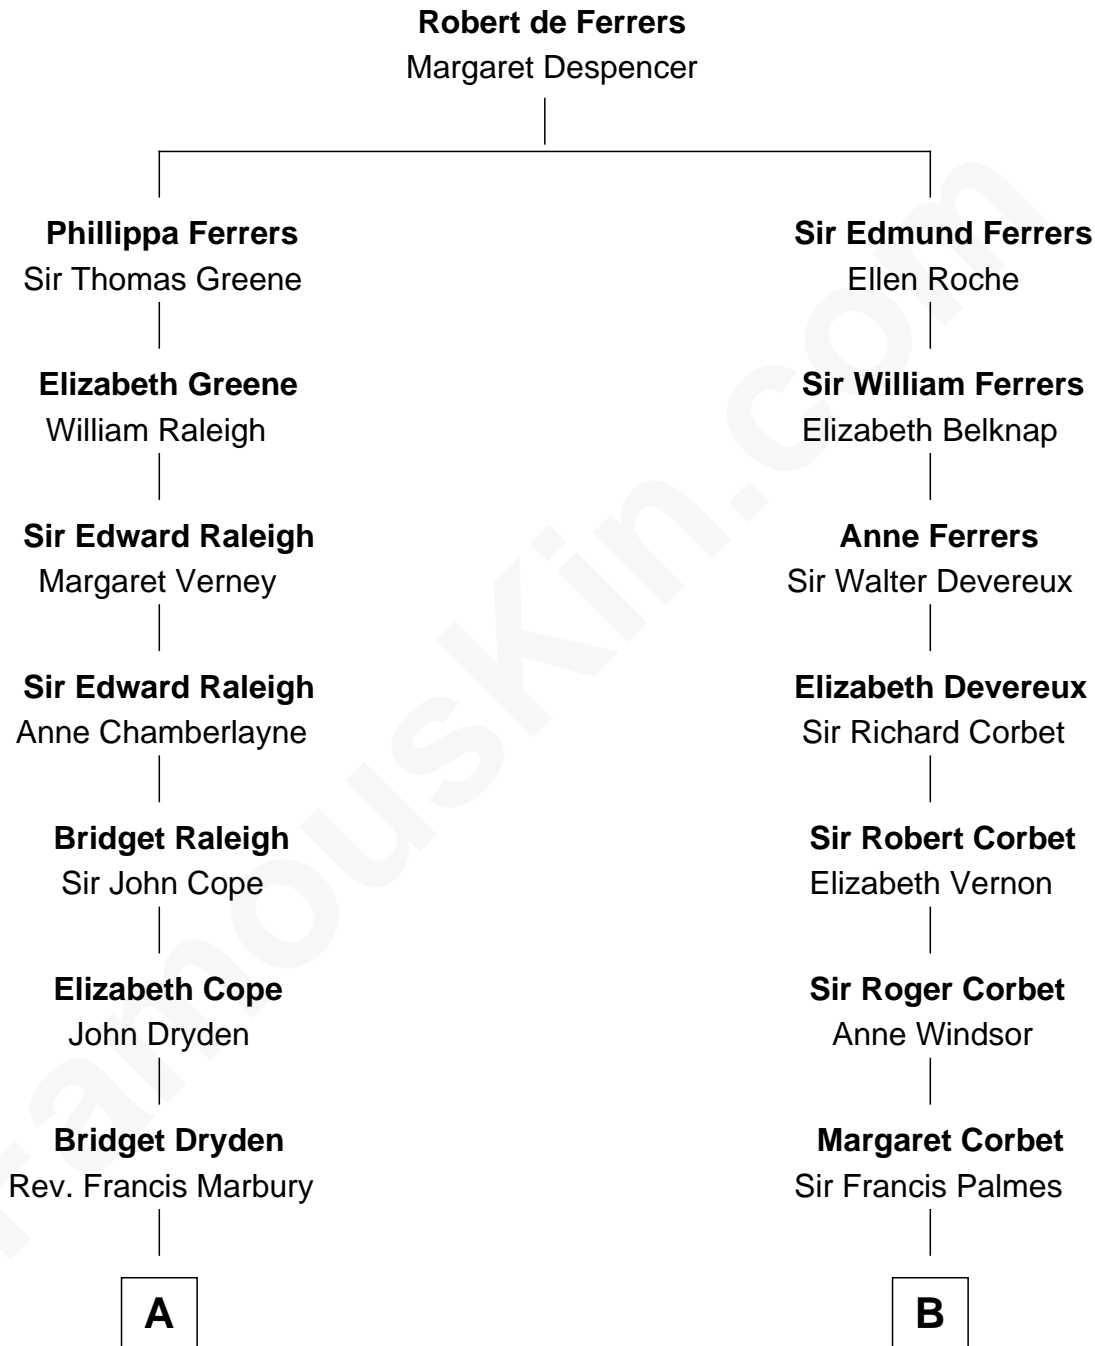 Robert de Ferrers
Margaret Despencer
Phillippa Ferrers
Sir Thomas Greene
Elizabeth Greene
William Raleigh
Sir Edward Raleigh
Margaret Verney
Sir Edward Raleigh
Anne Chamberlayne
Bridget Raleigh
Sir John Cope
Elizabeth Cope
John Dryden
Bridget Dryden
Rev. Francis Marbury
A
Sir Edmund Ferrers
Ellen Roche
Sir William Ferrers
Elizabeth Belknap
Anne Ferrers
Sir Walter Devereux
Elizabeth Devereux
Sir Richard Corbet
Sir Robert Corbet
Elizabeth Vernon
Sir Roger Corbet
Anne Windsor
Margaret Corbet
Sir Francis Palmes
B
famouskin.com